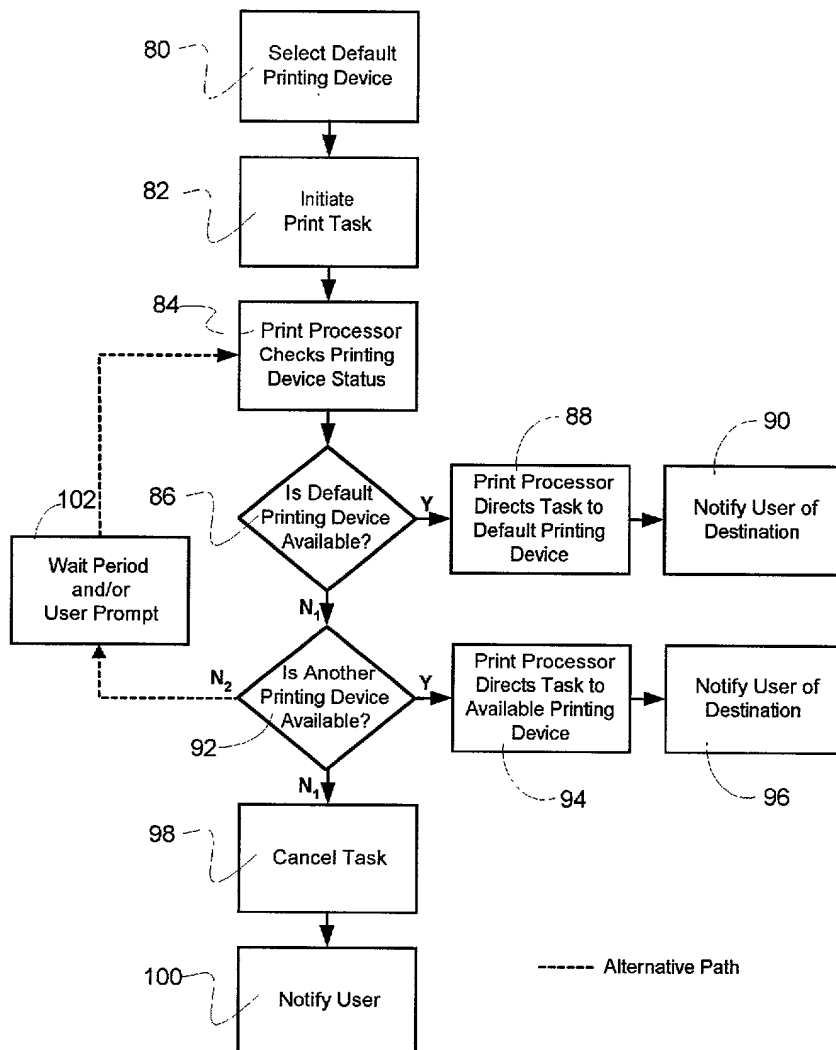 80
Select Default
Printing Device
82
Initiate
Print Task
84
Print Processor
Checks Printing
Device Status
86
Is Default
Printing Device
Available?
Y
88
Print Processor
Directs Task to
Default Printing
Device
90
Notify User of
Destination
102
Wait Period
and/or
User Prompt
N1
N2
92
Is Another
Printing Device
Available?
Y
Print Processor
Directs Task to
Available Printing
Device
94
Notify User of
Destination
96
N1
98
Cancel Task
100
Notify User
Alternative Path